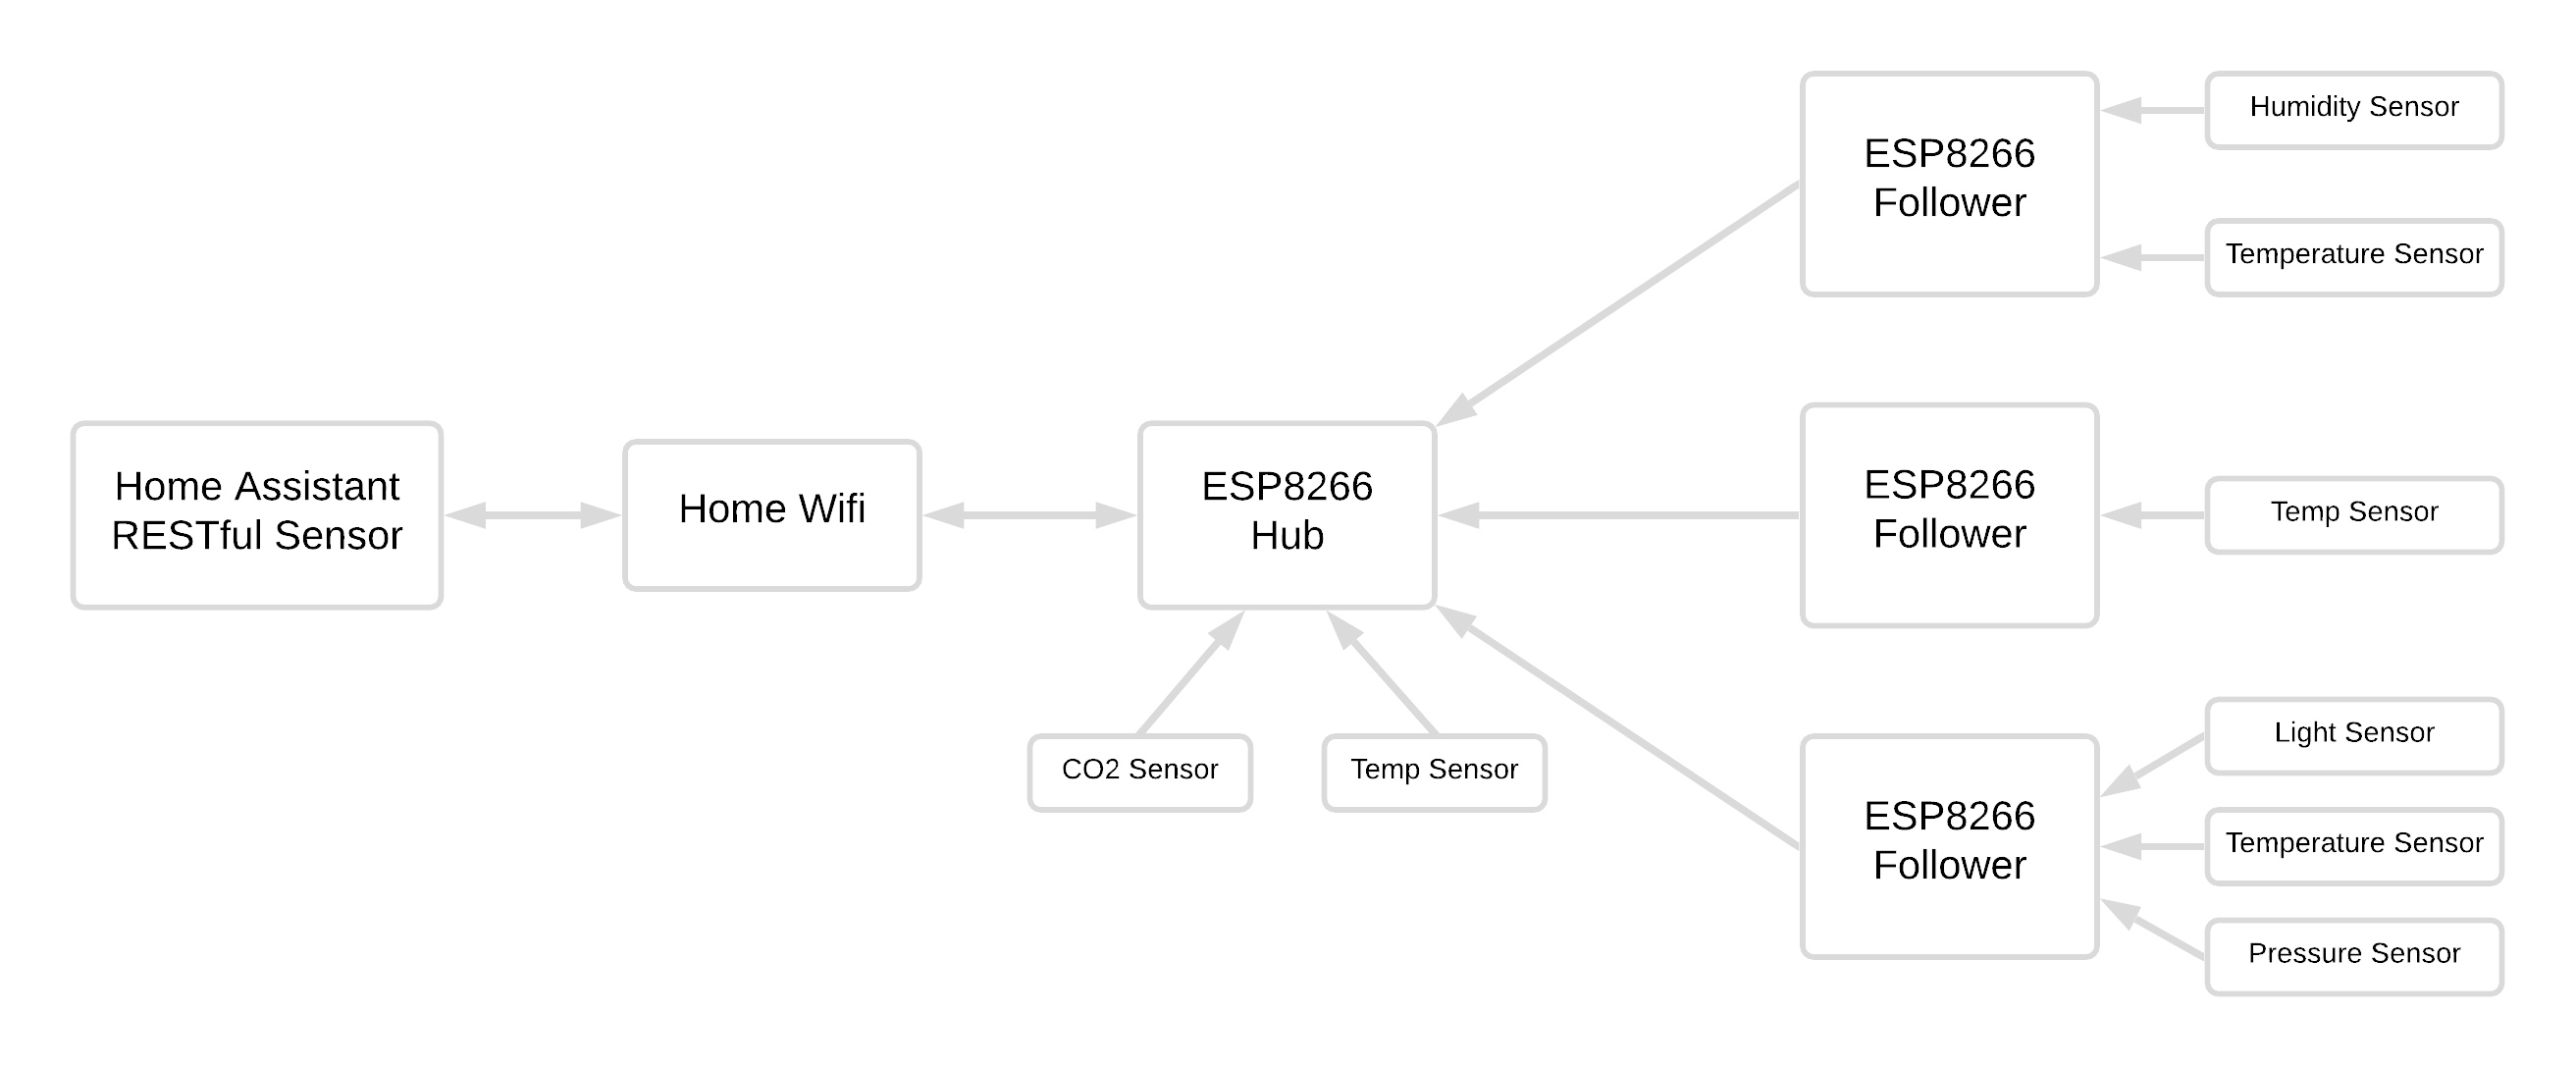 Home Assistant
RESTful Sensor
Home Wifi
ESP8266
Hub
CO2 Sensor
Temp Sensor
ESP8266
Follower
Humidity Sensor
Temperature Sensor
ESP8266
Follower
Temp Sensor
ESP8266
Follower
Light Sensor
Temperature Sensor
Pressure Sensor